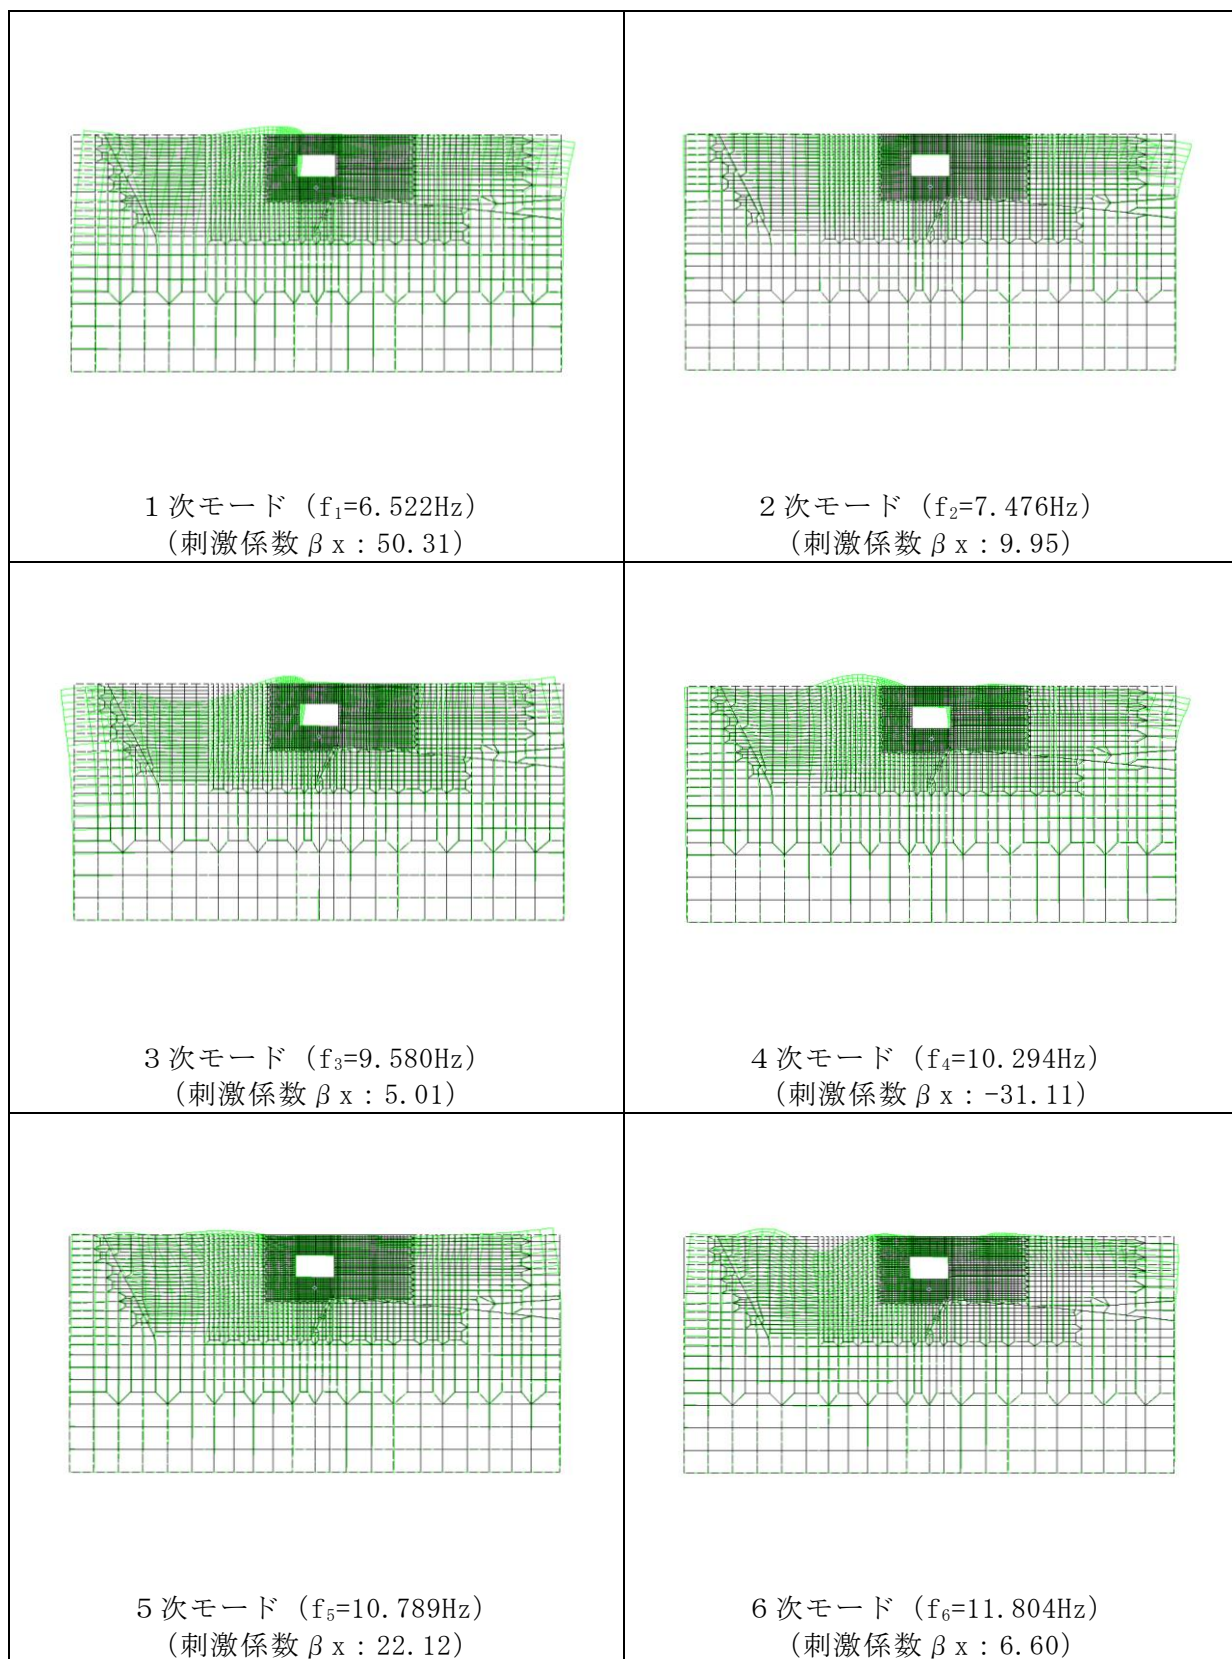 １次モード（f₁=6.522Hz）
（刺激係数βx：50.31）
２次モード（f₂=7.476Hz）
（刺激係数βx：9.95）
３次モード（f₃=9.580Hz）
（刺激係数βx：5.01）
４次モード（f₄=10.294Hz）
（刺激係数βx：-31.11）
５次モード（f₅=10.789Hz）
（刺激係数βx：22.12）
６次モード（f₆=11.804Hz）
（刺激係数βx：6.60）